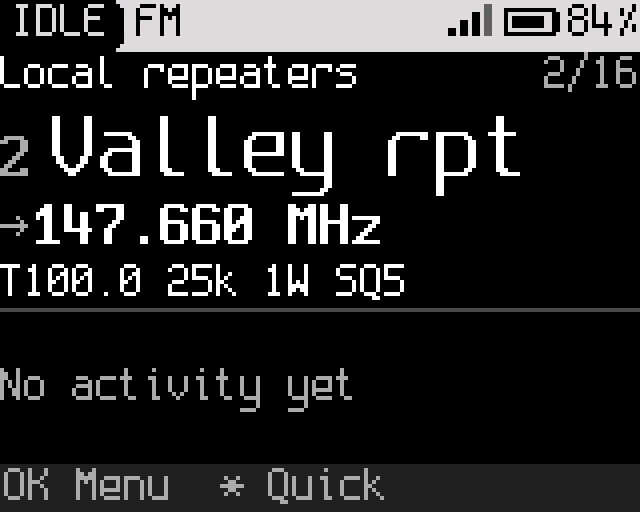 IDLE FM 84%
Local repeaters 2/16
2 Valley rpt
→147.660 MHz
T100.0 25k 1W SQ5
No activity yet
OK Menu * Quick